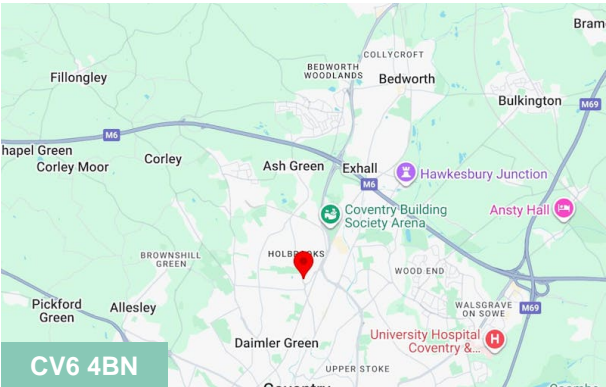 Bram
COLLYCROFT
BEDWORTH
WOODLANDS
Bedworth
Fillongley
Bulkington
M69
M6
hapel Green
Corley Moor
Corley
Ash Green
Exhall
Hawkesbury Junction
M6
Coventry Building
Society Arena
Ansty Hall
BROWNSHILL
GREEN
HOLBROOKS
WOOD END
Pickford
Green
Allesley
WALSGRAVE
ON SOWE
M69
Daimler Green
University Hospital
Coventry &...
H
CV6 4BN
UPPER STOKE
Coventry